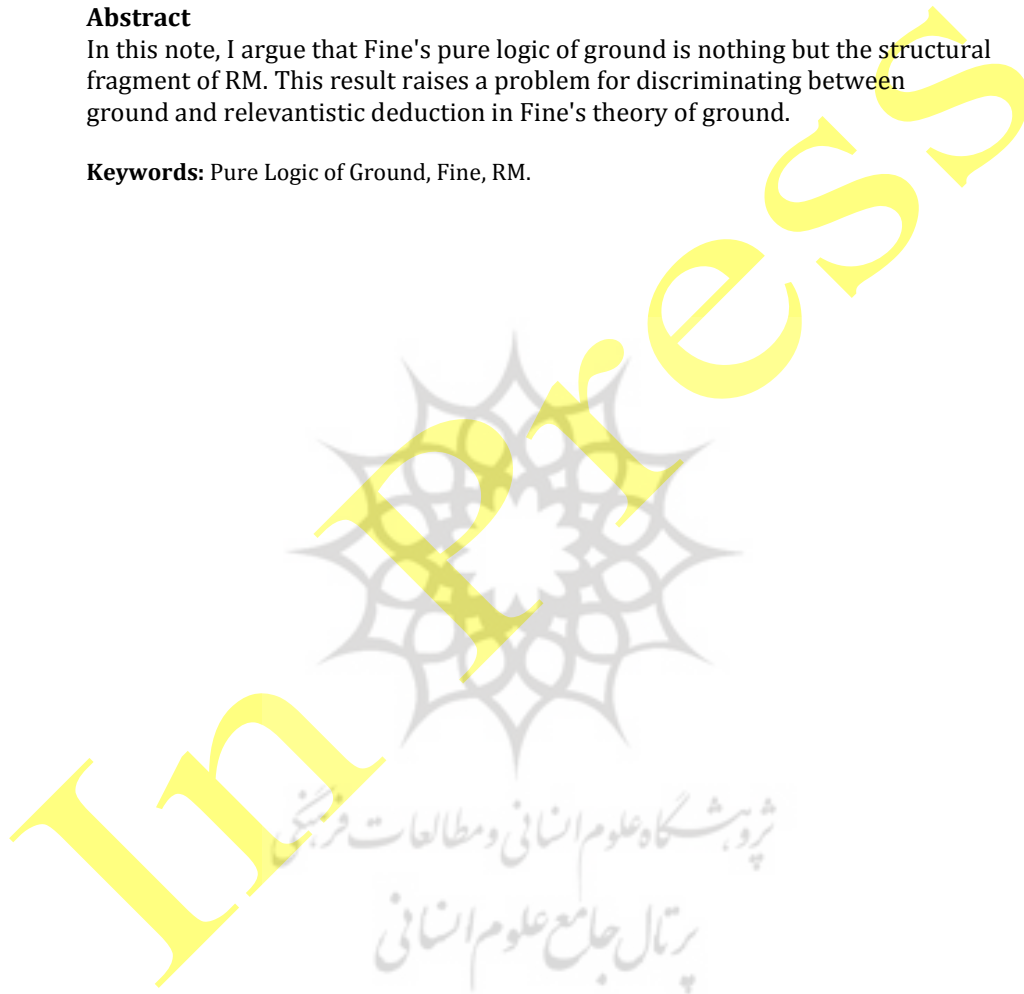 Abstract
In this note, I argue that Fine's pure logic of ground is nothing but the structural
fragment of RM. This result raises a problem for discriminating between
ground and relevantistic deduction in Fine's theory of ground.
Keywords: Pure Logic of Ground, Fine, RM.
In Press
پژوهشگاه علوم انسانی و مطالعات فرهنگی
پرتال جامع علوم انسانی